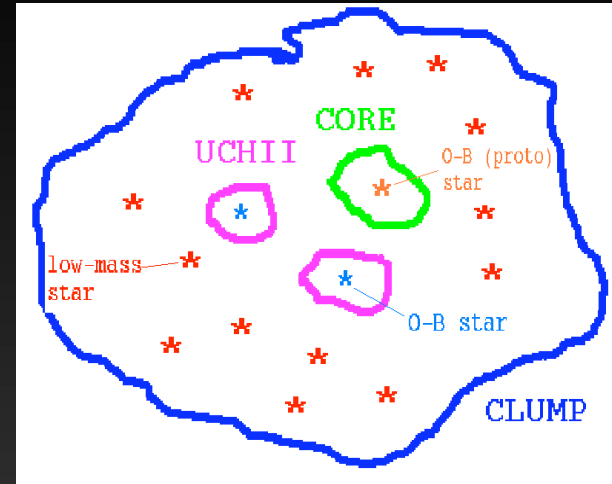 CORE
UCHII
O-B (proto)
star
low-mass
star
O-B star
CLUMP